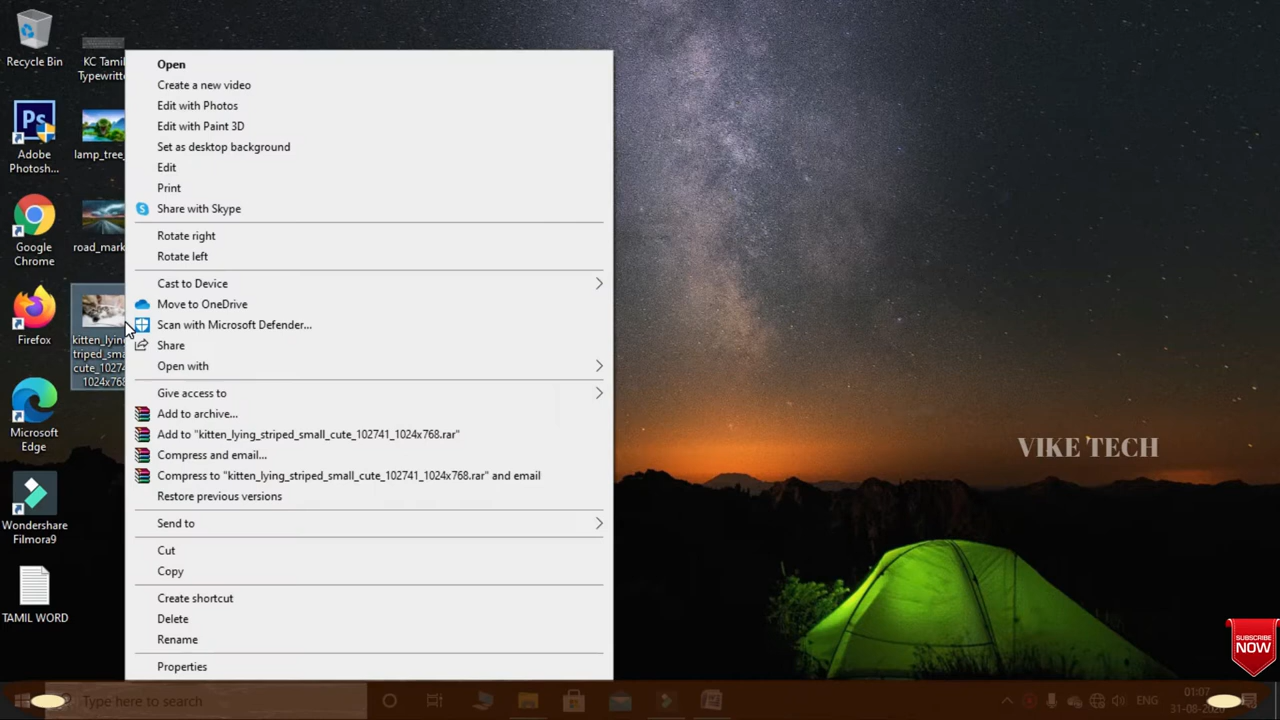 Recycle Bin
KC Tamil
Typewritt
Adobe
Photosh...
lamp_tree_
Google
Chrome
road_mark
Firefox
kitten_lying
triped_sma
cute_10274
1024x768
Microsoft
Edge
Wondershare
Filmora9
TAMIL WORD
Open
Create a new video
Edit with Photos
Edit with Paint 3D
Set as desktop background
Edit
Print
Share with Skype
Rotate right
Rotate left
Cast to Device
Move to OneDrive
Scan with Microsoft Defender...
Share
Open with
Give access to
Add to archive...
Add to "kitten_lying_striped_small_cute_102741_1024x768.rar"
Compress and email...
Compress to "kitten_lying_striped_small_cute_102741_1024x768.rar" and email
Restore previous versions
Send to
Cut
Copy
Create shortcut
Delete
Rename
Properties
VIKE TECH
SUBSCRIBE
NOW
Type here to search
ENG
01:07